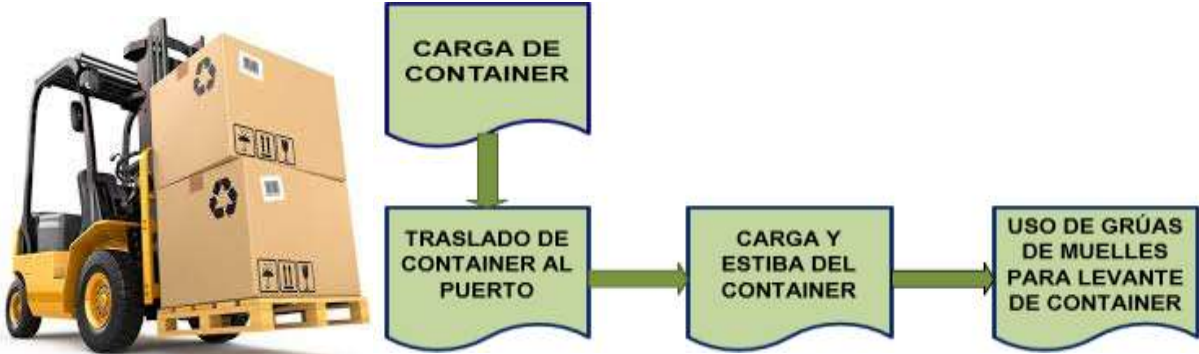 CARGA DE
CONTAINER
TRASLADO DE
CONTAINER AL
PUERTO
CARGA Y
ESTIBA DEL
CONTAINER
USO DE GRÚAS
DE MUELLES
PARA LEVANTE
DE CONTAINER